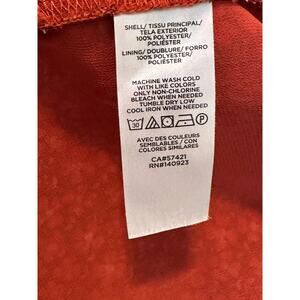 SHELL/ TISSU PRINCIPAL/
TELA EXTERIOR
100% POLYESTER/
POLIÉSTER
LINING/ DOUBLURE/ FORRO
100% POLYESTER/
POLIÉSTER
MACHINE WASH COLD
WITH LIKE COLORS
ONLY NON-CHLORINE
BLEACH WHEN NEEDED
TUMBLE DRY LOW
COOL IRON WHEN NEEDED
30 P
AVEC DES COULEURS
SEMBLABLES / CON
COLORES SIMILARES
CA#57421
RN#140923